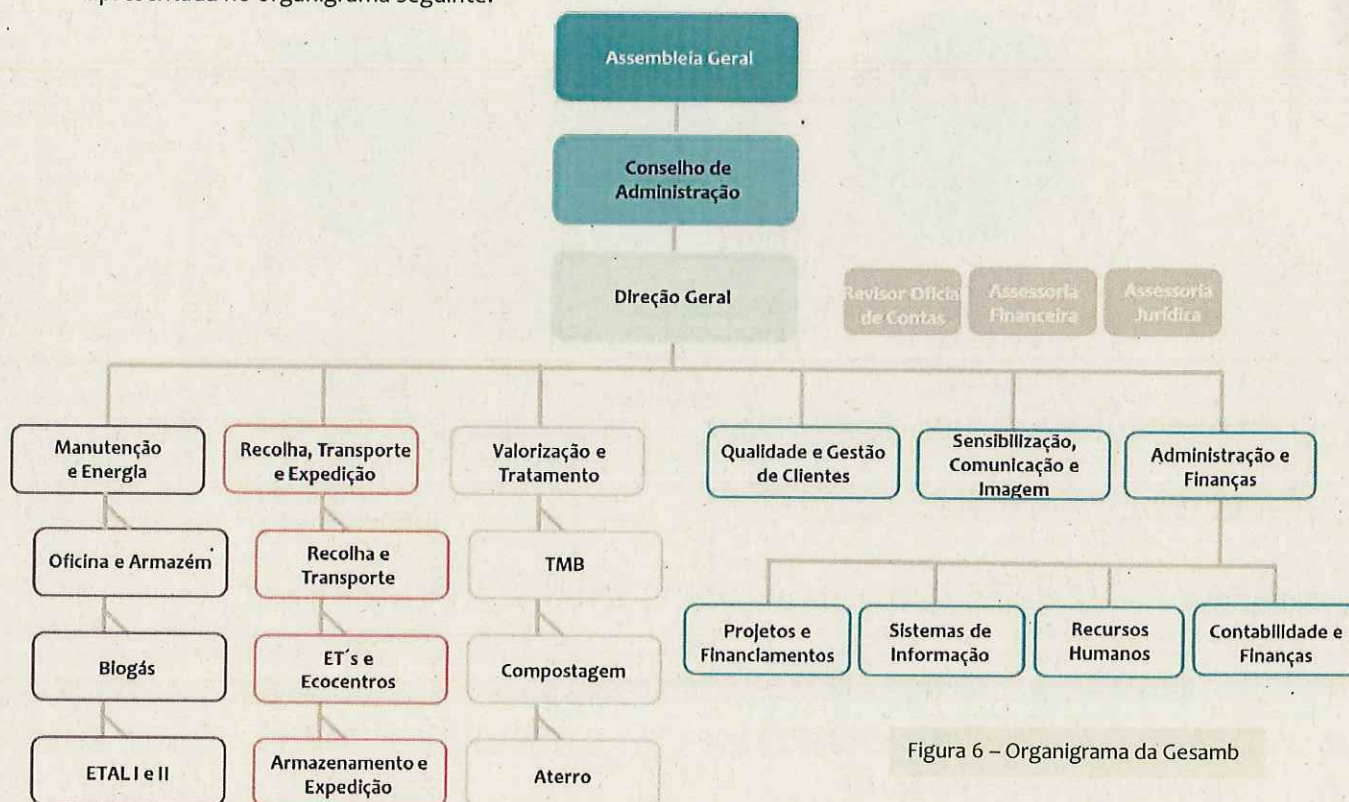 apresentada no organigrama seguinte:
Assembleia Geral
Conselho de
Administração
Direção Geral
Revisor Oficial
de Contas
Assessoria
Financeira
Assessoria
Jurídica
Manutenção
e Energia
Recolha, Transporte
e Expedição
Valorização e
Tratamento
Qualidade e Gestão
de Clientes
Sensibilização,
Comunicação e
Imagem
Administração e
Finanças
Oficina e Armazém
Recolha e
Transporte
TMB
Projetos e
Financiamentos
Sistemas de
Informação
Recursos
Humanos
Contabilidade e
Finanças
Biogás
ET´s e
Ecocentros
Compostagem
ETAL I e II
Armazenamento e
Expedição
Aterro
Figura 6 – Organigrama da Gesamb